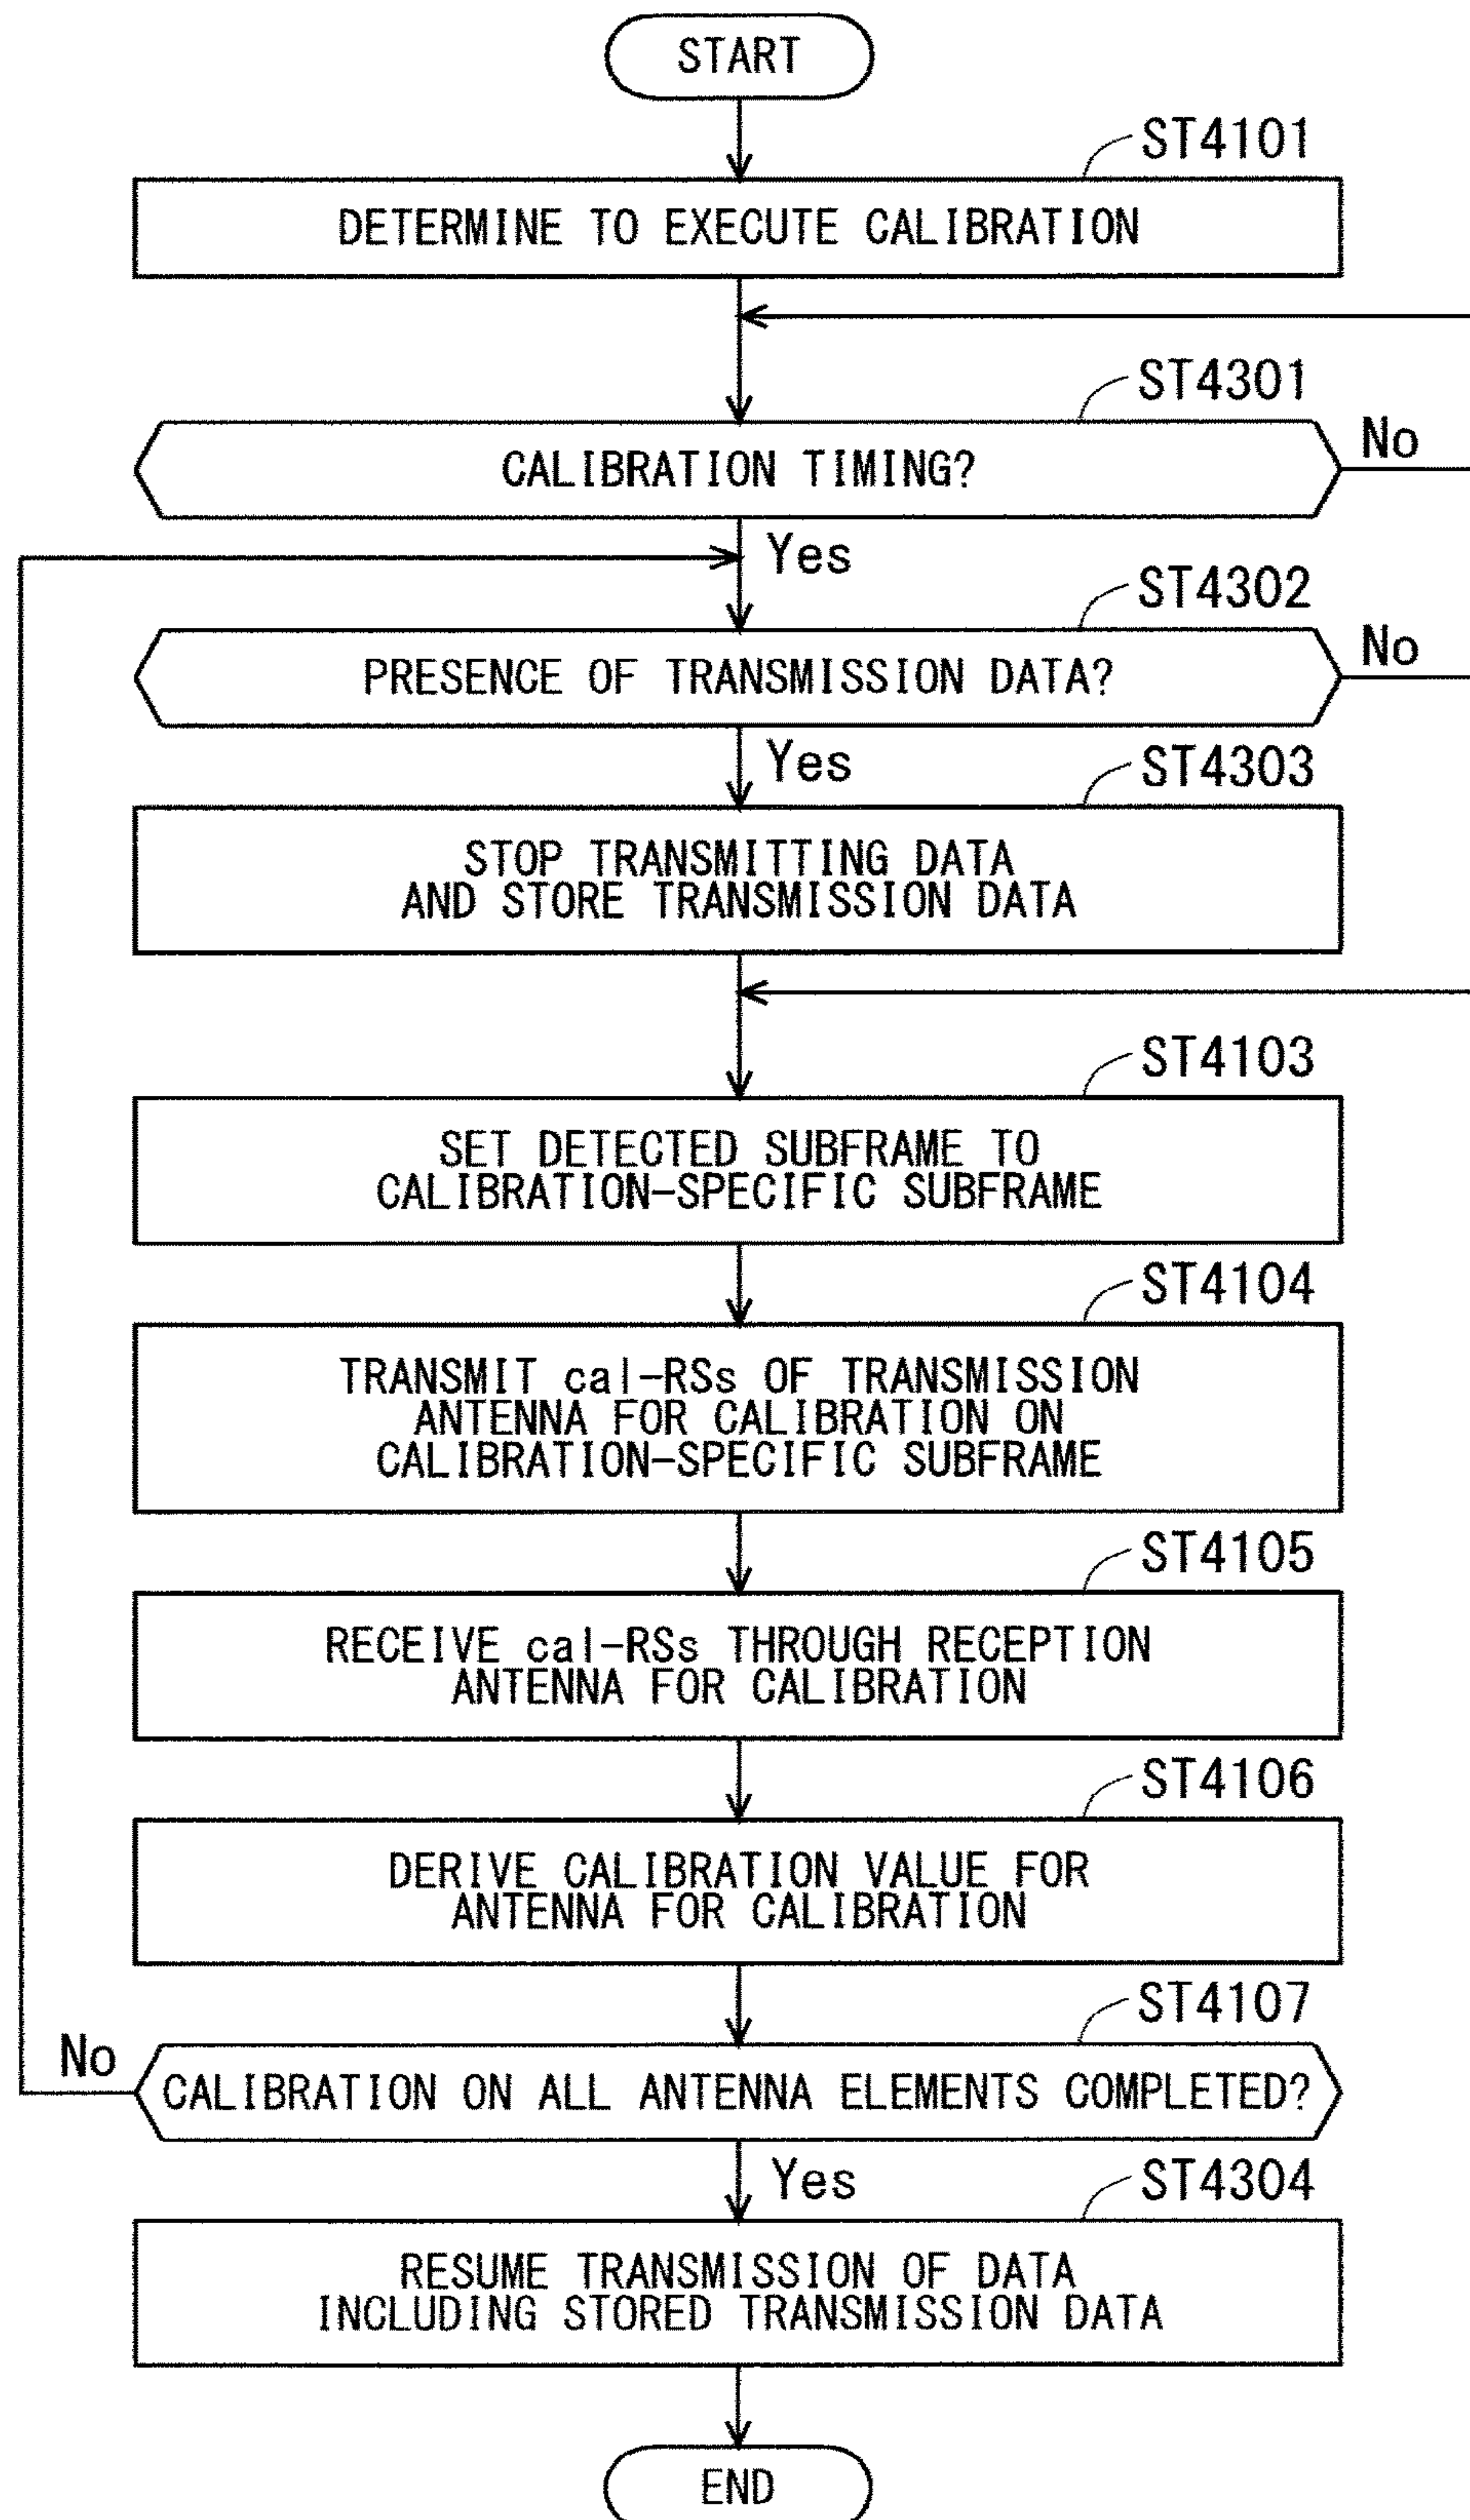 START
ST4101
DETERMINE TO EXECUTE CALIBRATION
ST4301
CALIBRATION TIMING?
No
Yes
ST4302
PRESENCE OF TRANSMISSION DATA?
No
Yes
ST4303
STOP TRANSMITTING DATA
AND STORE TRANSMISSION DATA
ST4103
SET DETECTED SUBFRAME TO
CALIBRATION-SPECIFIC SUBFRAME
ST4104
TRANSMIT cal-RSs OF TRANSMISSION
ANTENNA FOR CALIBRATION ON
CALIBRATION-SPECIFIC SUBFRAME
ST4105
RECEIVE cal-RSs THROUGH RECEPTION
ANTENNA FOR CALIBRATION
ST4106
DERIVE CALIBRATION VALUE FOR
ANTENNA FOR CALIBRATION
ST4107
No
CALIBRATION ON ALL ANTENNA ELEMENTS COMPLETED?
Yes
ST4304
RESUME TRANSMISSION OF DATA
INCLUDING STORED TRANSMISSION DATA
END